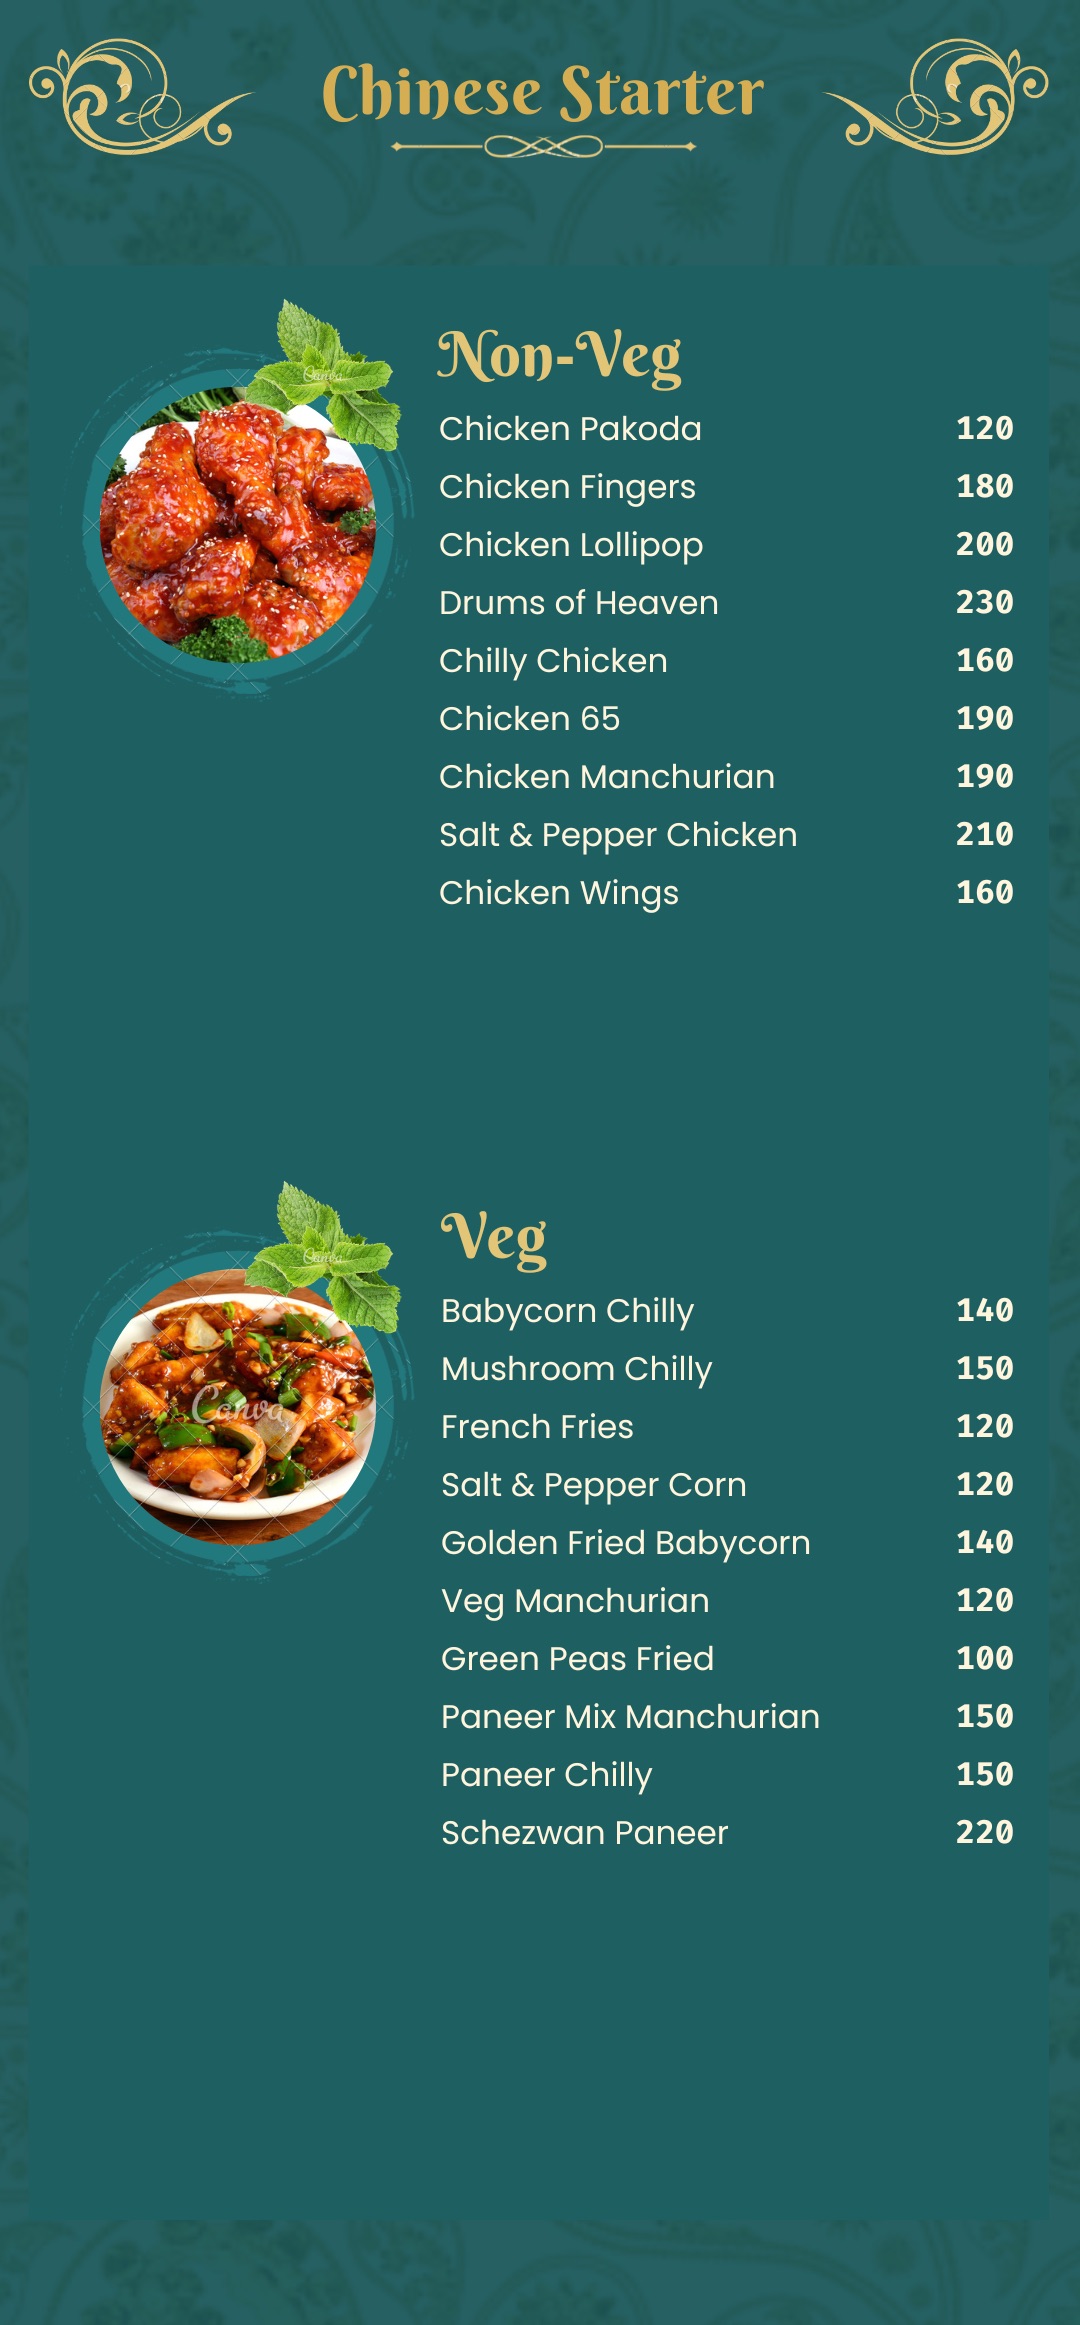 Chinese Starter
Non-Veg
Chicken Pakoda 120
Chicken Fingers 180
Chicken Lollipop 200
Drums of Heaven 230
Chilly Chicken 160
Chicken 65 190
Chicken Manchurian 190
Salt & Pepper Chicken 210
Chicken Wings 160
Canva
Veg
Babycorn Chilly 140
Mushroom Chilly 150
French Fries 120
Salt & Pepper Corn 120
Golden Fried Babycorn 140
Veg Manchurian 120
Green Peas Fried 100
Paneer Mix Manchurian 150
Paneer Chilly 150
Schezwan Paneer 220
Canva
Canva